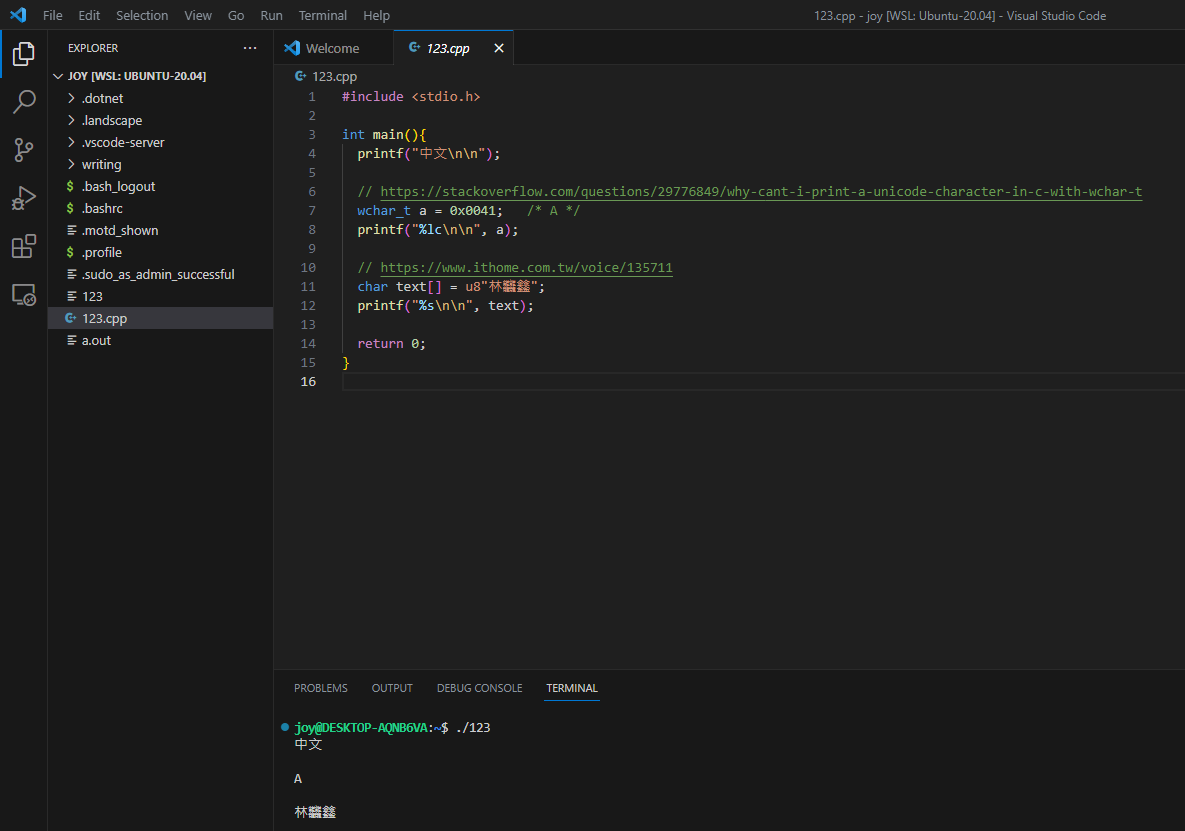 File Edit Selection View Go Run Terminal Help
123.cpp - joy [WSL: Ubuntu-20.04] - Visual Studio Code
EXPLORER ···
JOY [WSL: UBUNTU-20.04]
.dotnet
.landscape
.vscode-server
writing
$ .bash_logout
$ .bashrc
.motd_shown
$ .profile
.sudo_as_admin_successful
123
123.cpp
a.out
Welcome
123.cpp
123.cpp
1 #include <stdio.h>
2
3 int main(){
4 printf("中文\n\n");
5
6 // https://stackoverflow.com/questions/29776849/why-cant-i-print-a-unicode-character-in-c-with-wchar-t
7 wchar_t a = 0x0041; /* A */
8 printf("%lc\n\n", a);
9
10 // https://www.ithome.com.tw/voice/135711
11 char text[] = u8"林鑫";
12 printf("%s\n\n", text);
13
14 return 0;
15 }
16
PROBLEMS OUTPUT DEBUG CONSOLE TERMINAL
joy@DESKTOP-AQNB6VA:~$ ./123
中文
A
林鑫